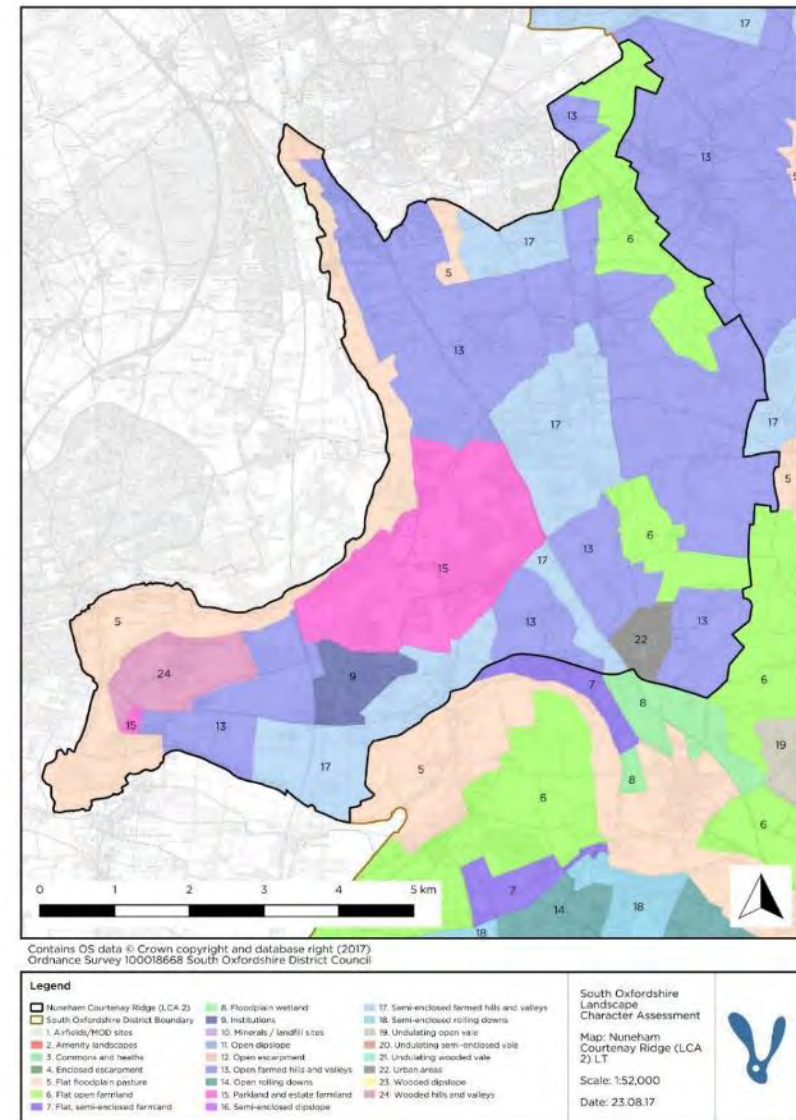 17
13
13
5
6
17
5
13
17
17
5
6
15
17
13
13
5
22
13
24
9
7
8
6
15
13
19
17
5
8
6
6
7
14
18
18
0 1 2 3 4 5 km
Contains OS data © Crown copyright and database right (2017)
Ordnance Survey 100018668 South Oxfordshire District Council
Legend
Nuneham Courtenay Ridge (LCA 2)
South Oxfordshire District Boundary
1. Airfields/MOD sites
2. Amenity landscapes
3. Commons and heaths
4. Enclosed escarpment
5. Flat floodplain pasture
6. Flat open farmland
7. Flat, semi-enclosed farmland
8. Floodplain wetland
9. Institutions
10. Minerals / landfill sites
11. Open dipslope
12. Open escarpment
13. Open farmed hills and valleys
14. Open rolling downs
15. Parkland and estate farmland
16. Semi-enclosed dipslope
17. Semi-enclosed farmed hills and valleys
18. Semi-enclosed rolling downs
19. Undulating open vale
20. Undulating semi-enclosed vale
21. Undulating wooded vale
22. Urban areas
23. Wooded dipslope
24. Wooded hills and valleys
South Oxfordshire
Landscape
Character Assessment
Map: Nuneham
Courtenay Ridge (LCA
2) LT
Scale: 1:52,000
Date: 23.08.17